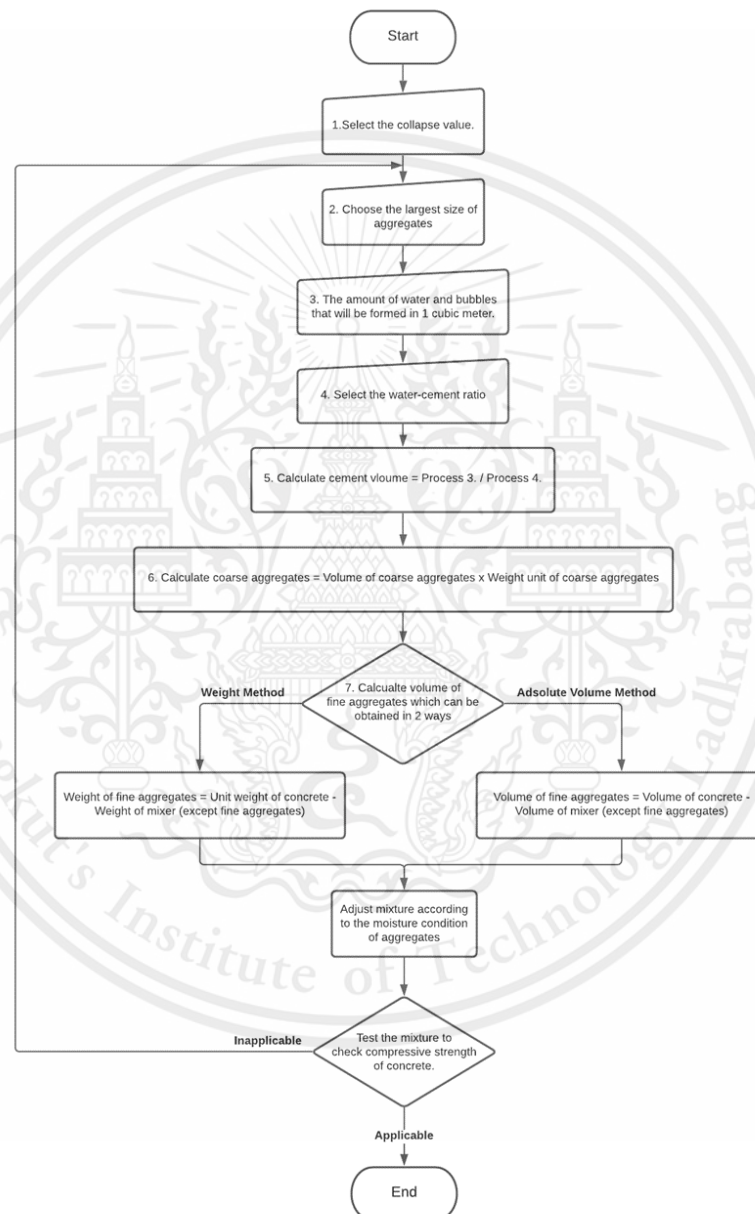 Start
1.Select the collapse value.
2. Choose the largest size of
aggregates
3. The amount of water and bubbles
that will be formed in 1 cubic meter.
4. Select the water-cement ratio
5. Calculate cement vloume = Process 3. / Process 4.
6. Calculate coarse aggregates = Volume of coarse aggregates x Weight unit of coarse aggregates
Weight Method
7. Calcualte volume of
fine aggregates which can be
obtained in 2 ways
Adsolute Volume Method
Weight of fine aggregates = Unit weight of concrete -
Weight of mixer (except fine aggregates)
Volume of fine aggregates = Volume of concrete -
Volume of mixer (except fine aggregates)
Adjust mixture according
to the moisture condition
of aggregates
Inapplicable
Test the mixture to
check compressive strength
of concrete.
Applicable
End
gkut's Institute of Technology Ladkrabang